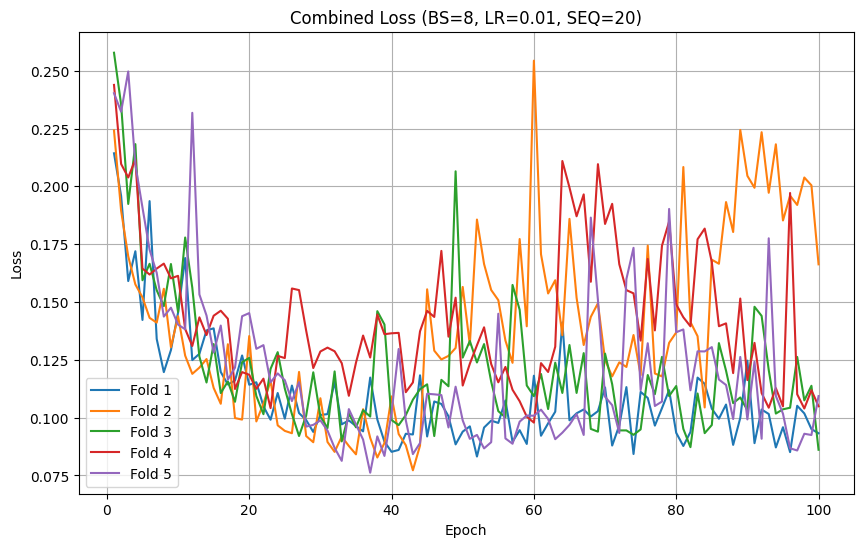 Combined Loss (BS=8, LR=0.01, SEQ=20)
Loss
0.250
0.225
0.200
0.175
0.150
0.125
0.100
0.075
Fold 1
Fold 2
Fold 3
Fold 4
Fold 5
0 20 40 60 80 100
Epoch